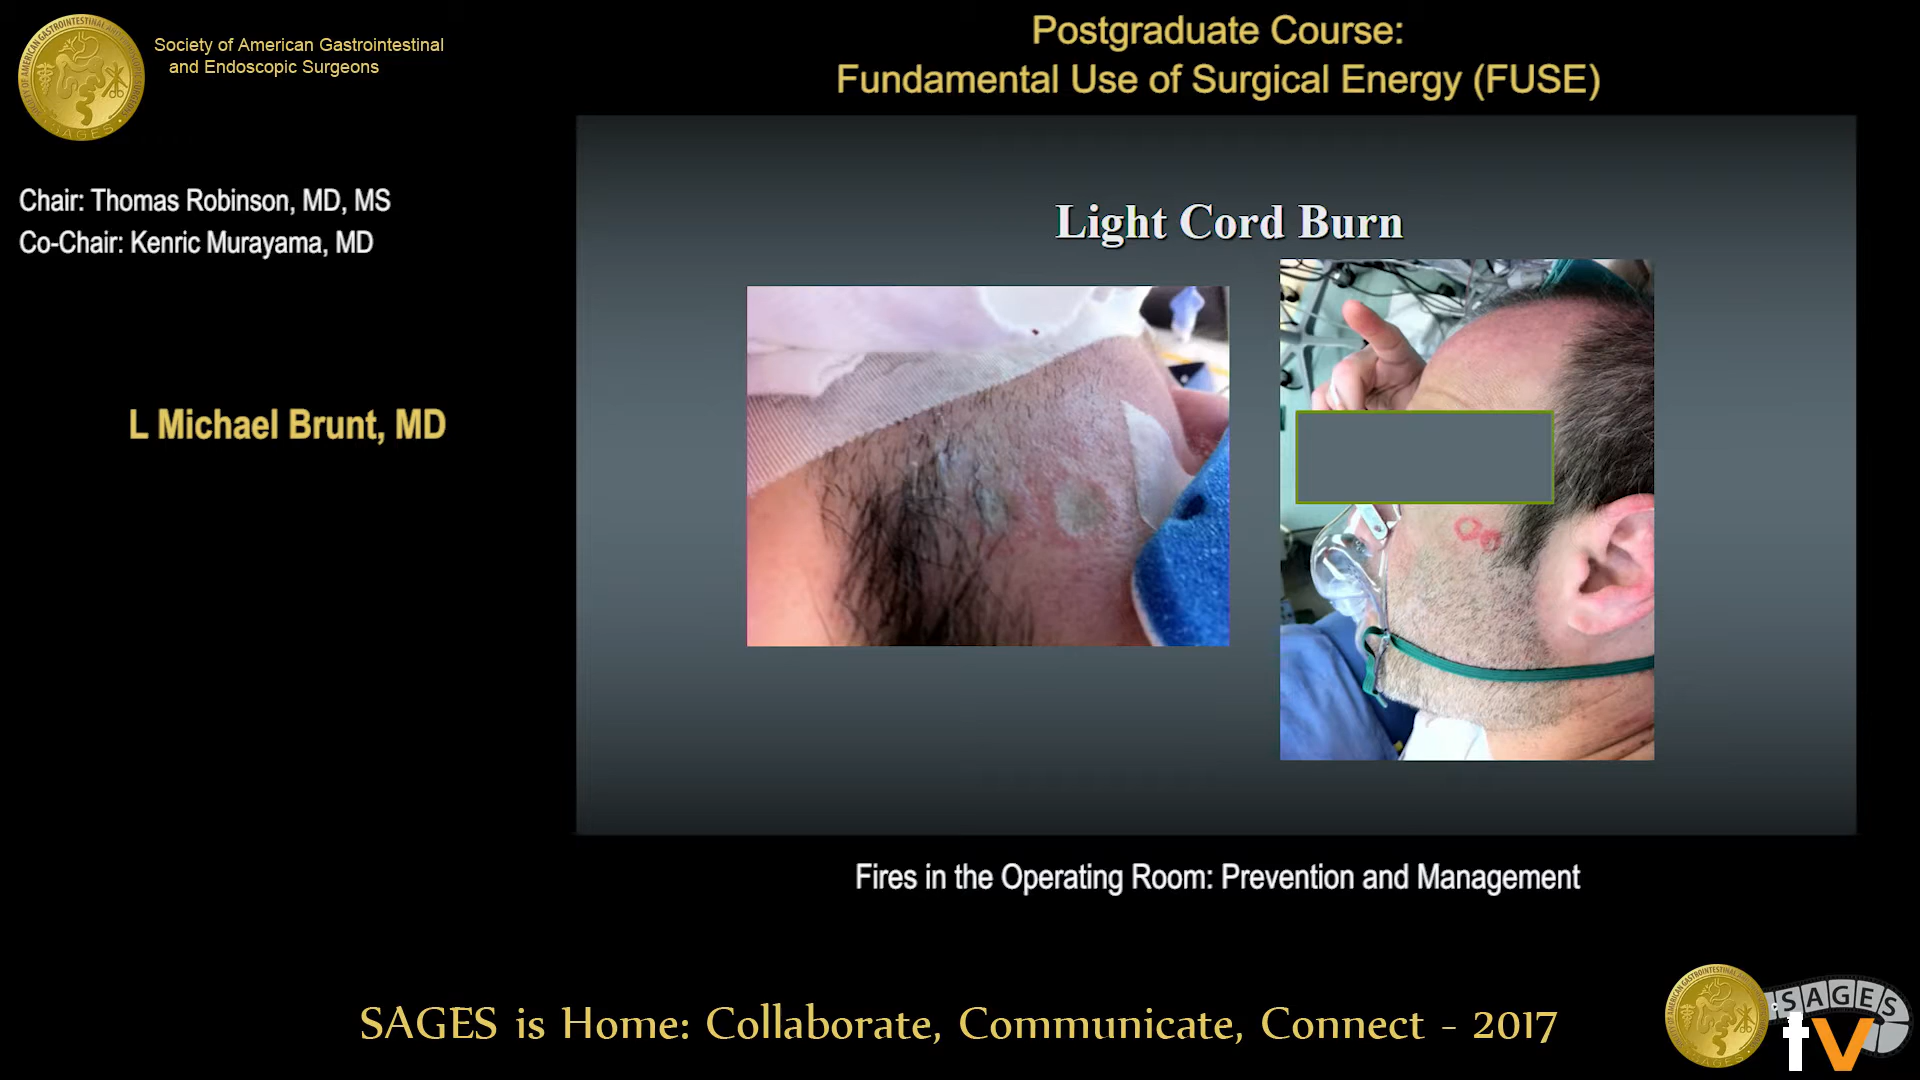 Society of American Gastrointestinal
and Endoscopic Surgeons
Postgraduate Course:
Fundamental Use of Surgical Energy (FUSE)
Chair: Thomas Robinson, MD, MS
Co-Chair: Kenric Murayama, MD
L Michael Brunt, MD
Light Cord Burn
Fires in the Operating Room: Prevention and Management
SAGES is Home: Collaborate, Communicate, Connect - 2017
SAGES
tv